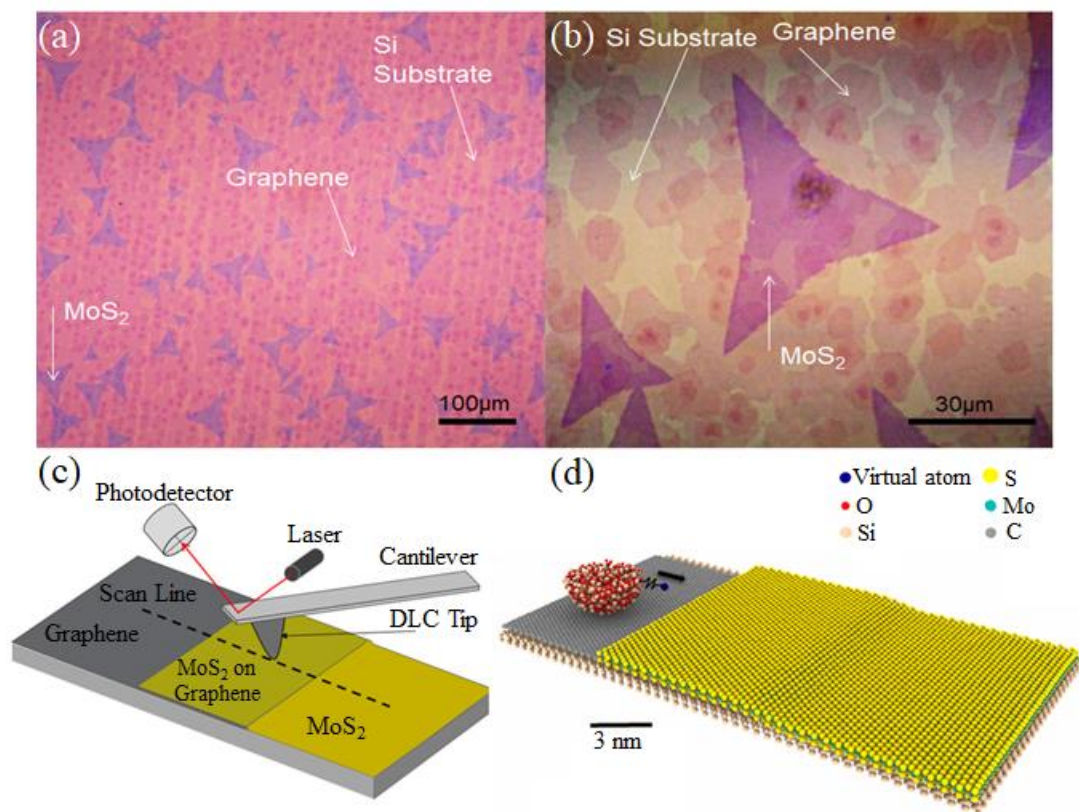 (a)
Si
Substrate
Graphene
MoS₂
100µm
(b)
Si Substrate
Graphene
MoS₂
30µm
(c)
Photodetector
Laser
Cantilever
Scan Line
DLC Tip
Graphene
MoS₂ on
Graphene
MoS₂
(d)
Virtual atom
S
O
Mo
Si
C
3 nm